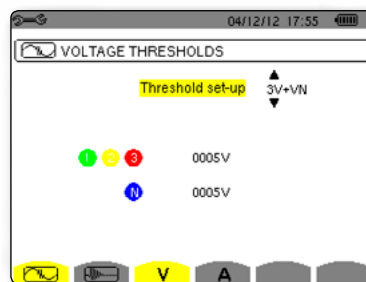 04/12/12 17:55
VOLTAGE THRESHOLDS
Threshold set-up 3V+VN
1 2 3 0005V
N 0005V
V A